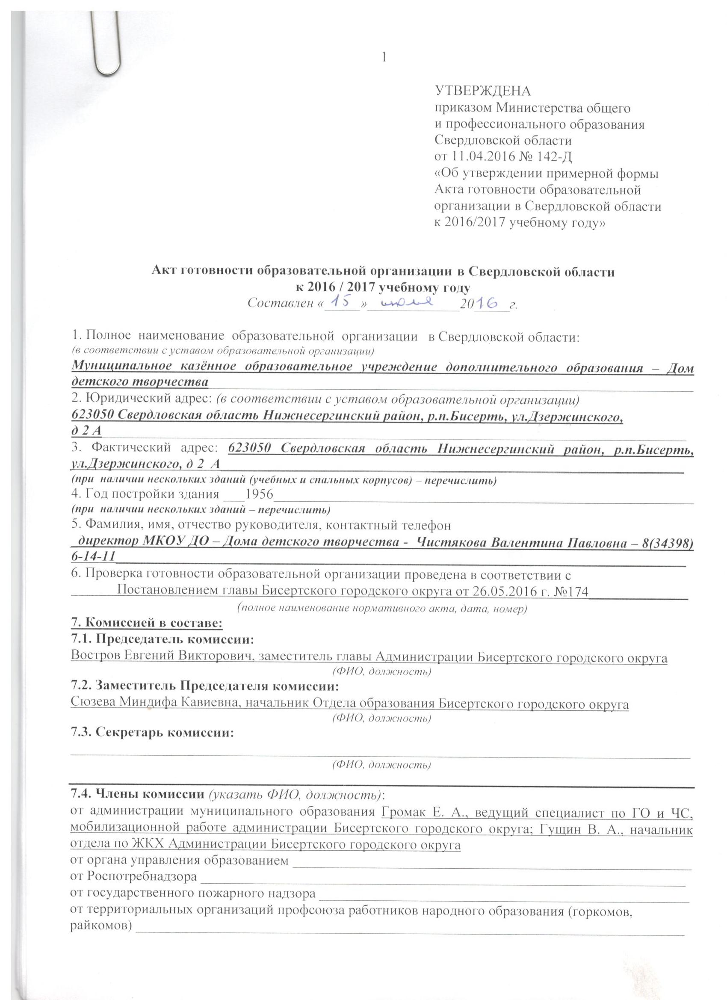 1
УТВЕРЖДЕНА
приказом Министерства общего
и профессионального образования
Свердловской области
от 11.04.2016 № 142-Д
«Об утверждении примерной формы
Акта готовности образовательной
организации в Свердловской области
к 2016/2017 учебному году»
Акт готовности образовательной организации в Свердловской области
к 2016 / 2017 учебному году
Составлен « 15 » июля 2016 г.
1. Полное наименование образовательной организации в Свердловской области:
(в соответствии с уставом образовательной организации)
Муниципальное казённое образовательное учреждение дополнительного образования – Дом
детского творчества
2. Юридический адрес: (в соответствии с уставом образовательной организации)
623050 Свердловская область Нижнесергинский район, р.п.Бисерть, ул.Дзержинского,
д 2 А
3. Фактический адрес: 623050 Свердловская область Нижнесергинский район, р.п.Бисерть,
ул.Дзержинского, д 2 А
(при наличии нескольких зданий (учебных и спальных корпусов) – перечислить)
4. Год постройки здания ___1956
(при наличии нескольких зданий – перечислить)
5. Фамилия, имя, отчество руководителя, контактный телефон
директор МКОУ ДО – Дома детского творчества - Чистякова Валентина Павловна – 8(34398)
6-14-11
6. Проверка готовности образовательной организации проведена в соответствии с
Постановлением главы Бисертского городского округа от 26.05.2016 г. №174
(полное наименование нормативного акта, дата, номер)
7. Комиссией в составе:
7.1. Председатель комиссии:
Востров Евгений Викторович, заместитель главы Администрации Бисертского городского округа
(ФИО, должность)
7.2. Заместитель Председателя комиссии:
Сюзева Миндифа Кавиевна, начальник Отдела образования Бисертского городского округа
(ФИО, должность)
7.3. Секретарь комиссии:
(ФИО, должность)
7.4. Члены комиссии (указать ФИО, должность):
от администрации муниципального образования Громак Е. А., ведущий специалист по ГО и ЧС,
мобилизационной работе администрации Бисертского городского округа; Гущин В. А., начальник
отдела по ЖКХ Администрации Бисертского городского округа
от органа управления образованием
от Роспотребнадзора
от государственного пожарного надзора
от территориальных организаций профсоюза работников народного образования (горкомов,
райкомов)